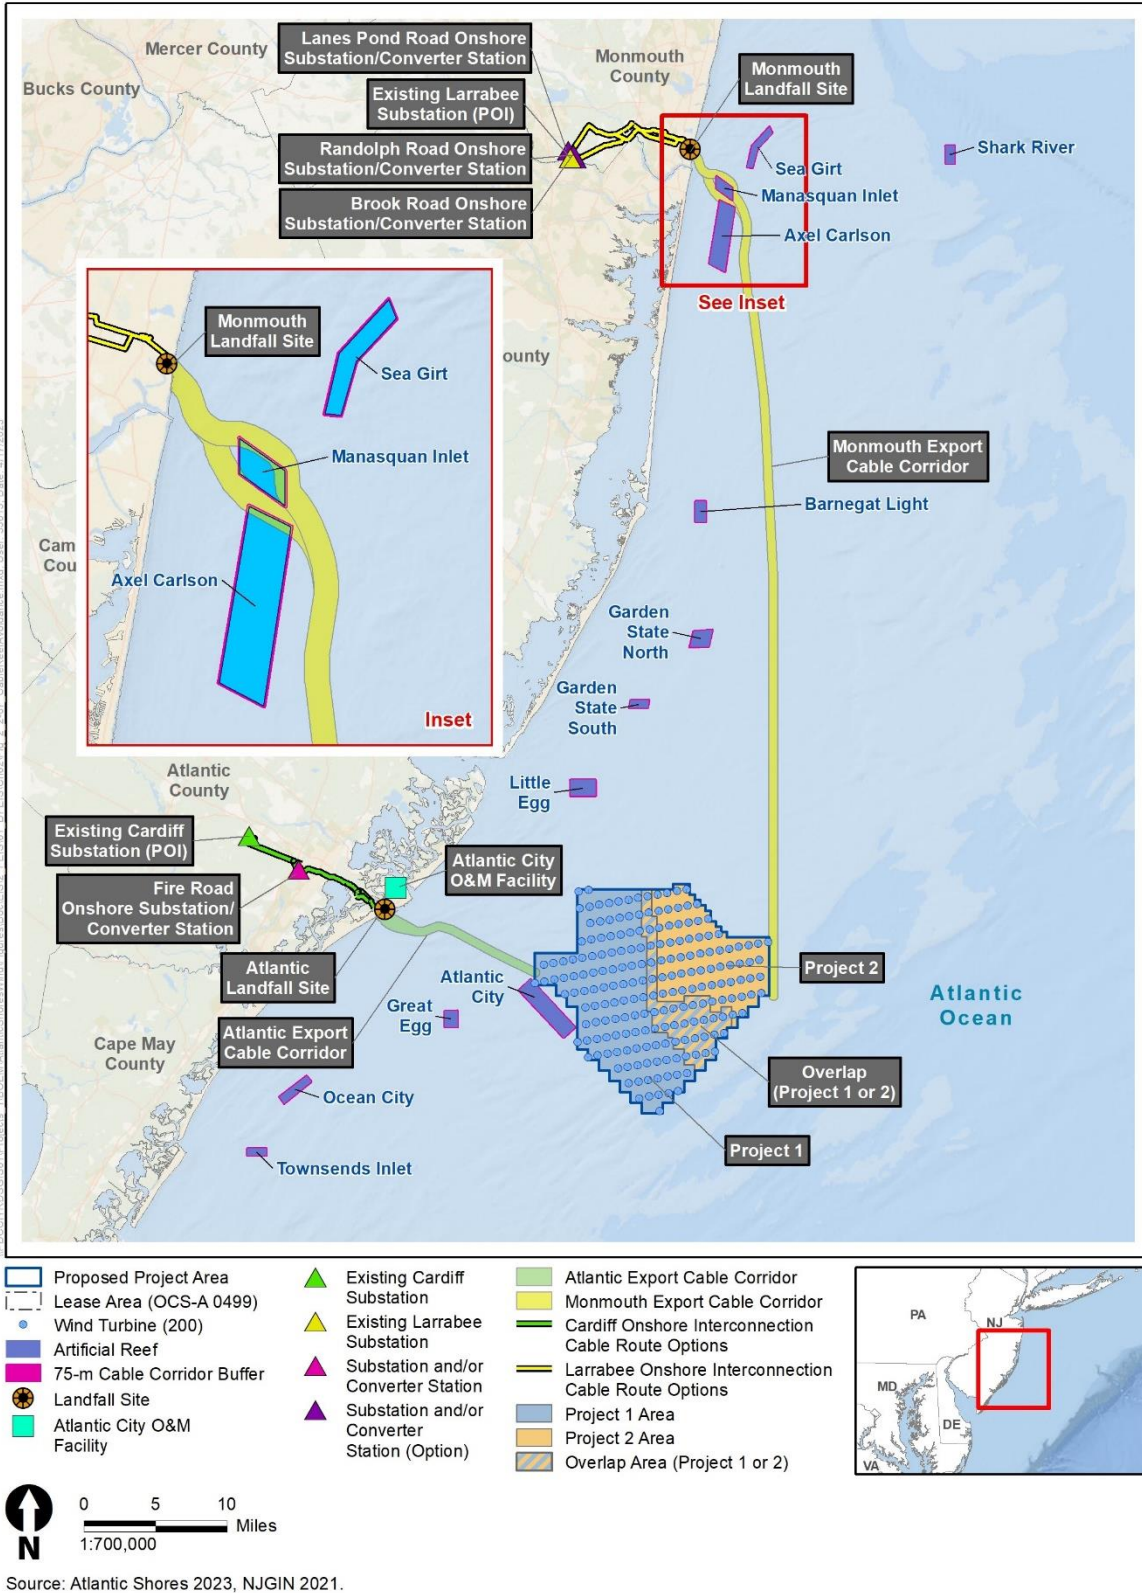 Mercer County
Bucks County
Lanes Pond Road Onshore
Substation/Converter Station
Monmouth
County
Existing Larrabee
Substation (POI)
Monmouth
Landfall Site
Randolph Road Onshore
Substation/Converter Station
Brook Road Onshore
Substation/Converter Station
Shark River
Sea Girt
Manasquan Inlet
Axel Carlson
See Inset
Monmouth
Landfall Site
Sea Girt
Manasquan Inlet
Axel Carlson
Inset
ounty
Cam
Cou
Monmouth Export
Cable Corridor
Barnegat Light
Garden
State
North
Garden
State
South
Little
Egg
Atlantic
County
Existing Cardiff
Substation (POI)
Fire Road
Onshore Substation/
Converter Station
Atlantic City
O&M Facility
Atlantic
Landfall Site
Atlantic
City
Great
Egg
Atlantic Export
Cable Corridor
Project 2
Atlantic
Ocean
Cape May
County
Overlap
(Project 1 or 2)
Ocean City
Project 1
Townsends Inlet
Proposed Project Area
Lease Area (OCS-A 0499)
Wind Turbine (200)
Artificial Reef
75-m Cable Corridor Buffer
Landfall Site
Atlantic City O&M
Facility
Existing Cardiff
Substation
Existing Larrabee
Substation
Substation and/or
Converter Station
Substation and/or
Converter
Station (Option)
Atlantic Export Cable Corridor
Monmouth Export Cable Corridor
Cardiff Onshore Interconnection
Cable Route Options
Larrabee Onshore Interconnection
Cable Route Options
Project 1 Area
Project 2 Area
Overlap Area (Project 1 or 2)
PA
NJ
MD
DE
VA
N
0 5 10
Miles
1:700,000
Source: Atlantic Shores 2023, NJGIN 2021.